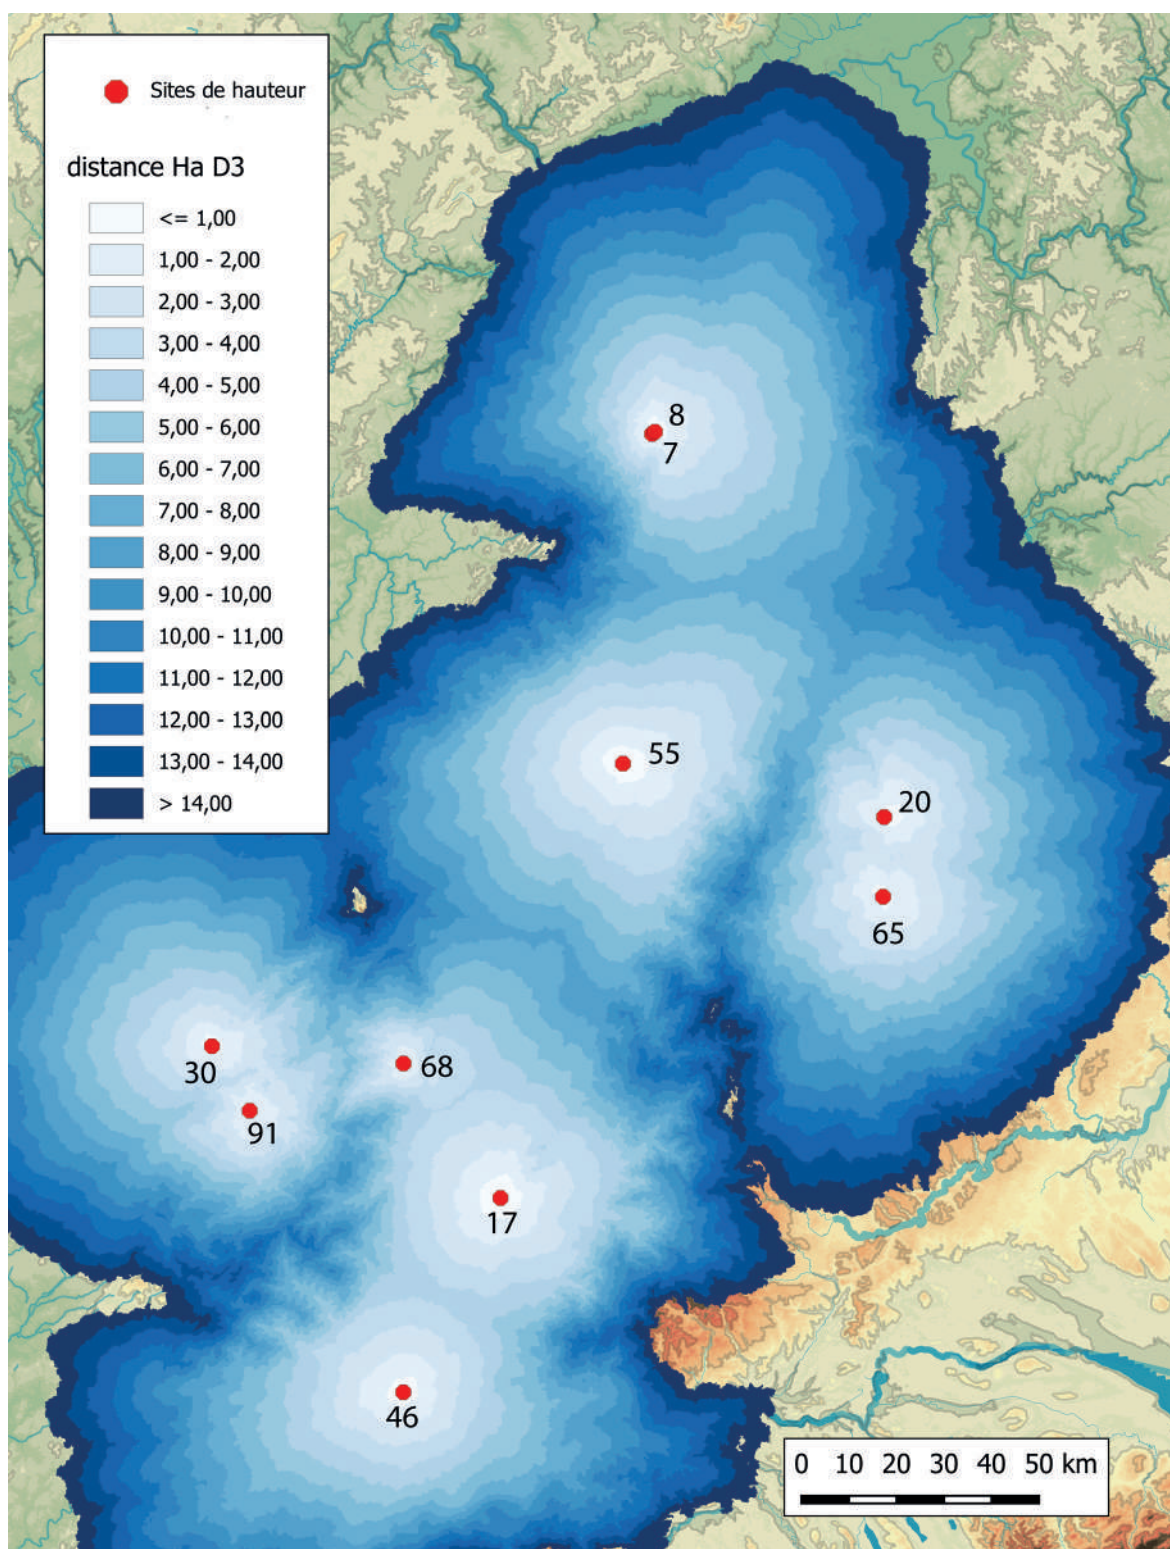 Sites de hauteur
distance Ha D3
<= 1,00
1,00 - 2,00
2,00 - 3,00
3,00 - 4,00
4,00 - 5,00
5,00 - 6,00
6,00 - 7,00
7,00 - 8,00
8,00 - 9,00
9,00 - 10,00
10,00 - 11,00
11,00 - 12,00
12,00 - 13,00
13,00 - 14,00
> 14,00
8
7
55
20
65
30
68
91
17
46
0 10 20 30 40 50 km